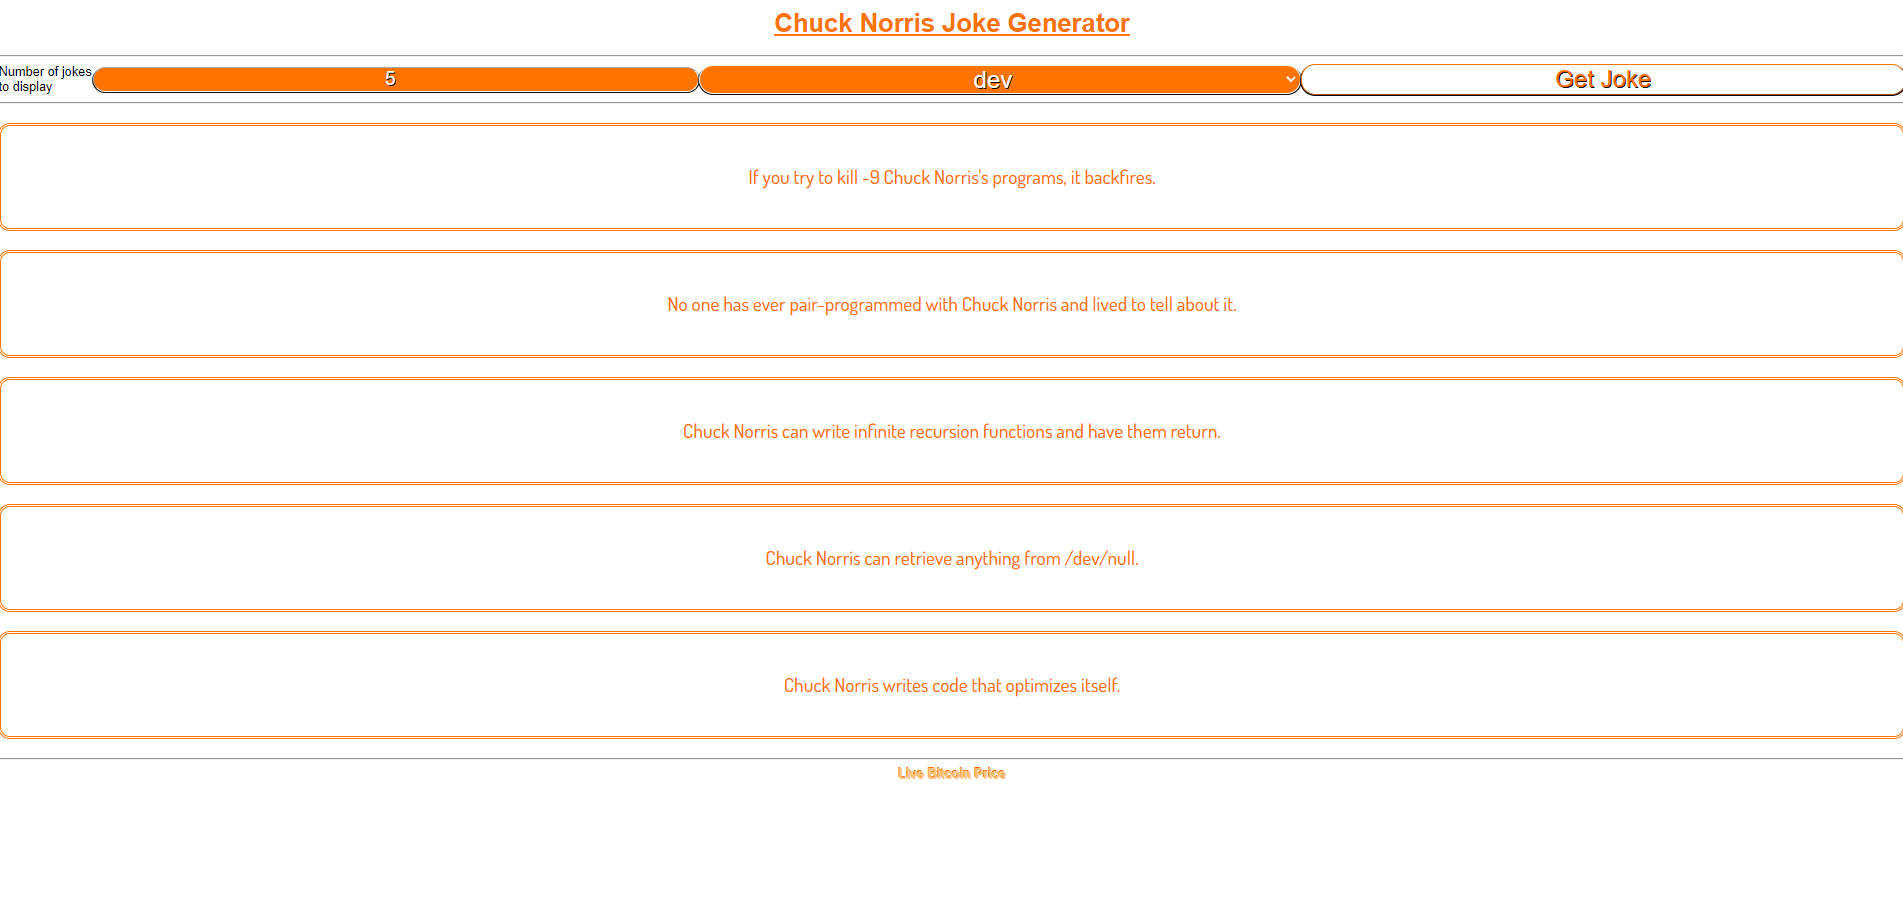 Chuck Norris Joke Generator
Number of jokes
to display
5
dev
Get Joke
If you try to kill -9 Chuck Norris's programs, it backfires.
No one has ever pair-programmed with Chuck Norris and lived to tell about it.
Chuck Norris can write infinite recursion functions and have them return.
Chuck Norris can retrieve anything from /dev/null.
Chuck Norris writes code that optimizes itself.
Live Bitcoin Price